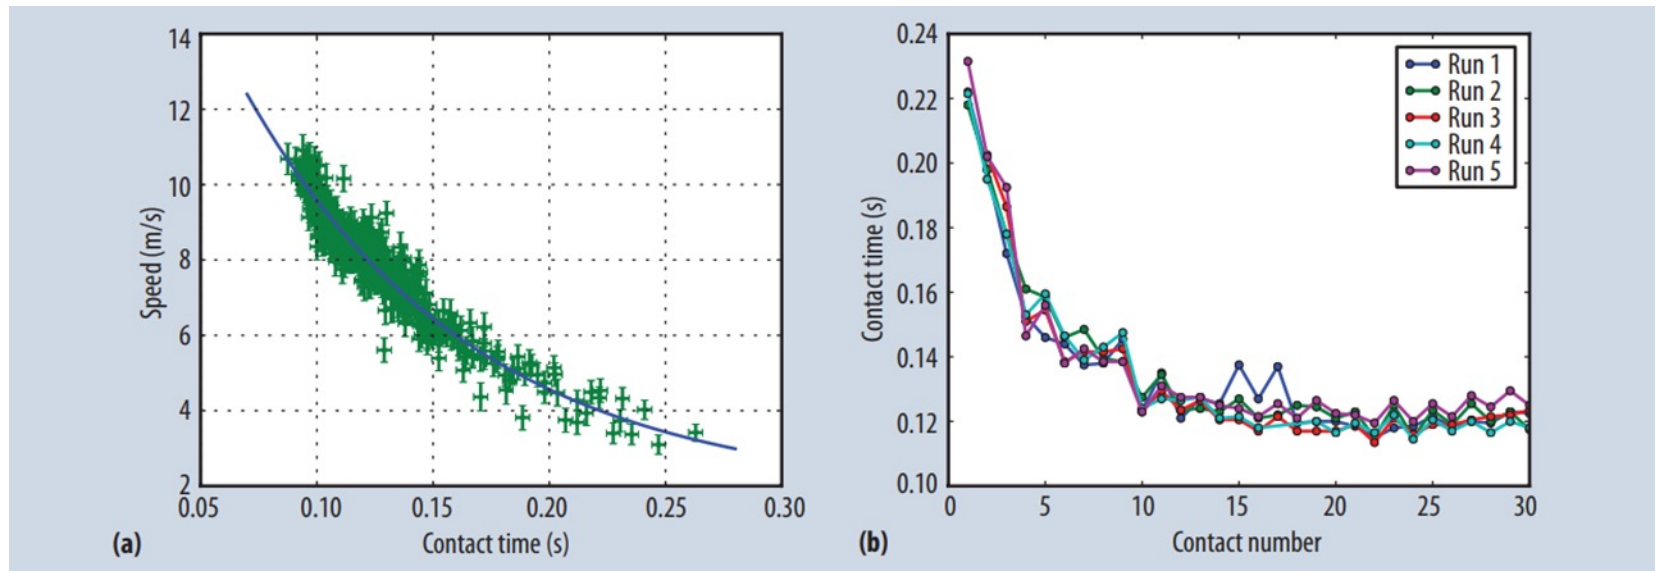 14
12
10
8
6
4
2
0.05 0.10 0.15 0.20 0.25 0.30
Speed (m/s)
Contact time (s)
(a)
0.24
0.22
0.20
0.18
0.16
0.14
0.12
0.10
0 5 10 15 20 25 30
Contact time (s)
Contact number
(b)
Run 1
Run 2
Run 3
Run 4
Run 5